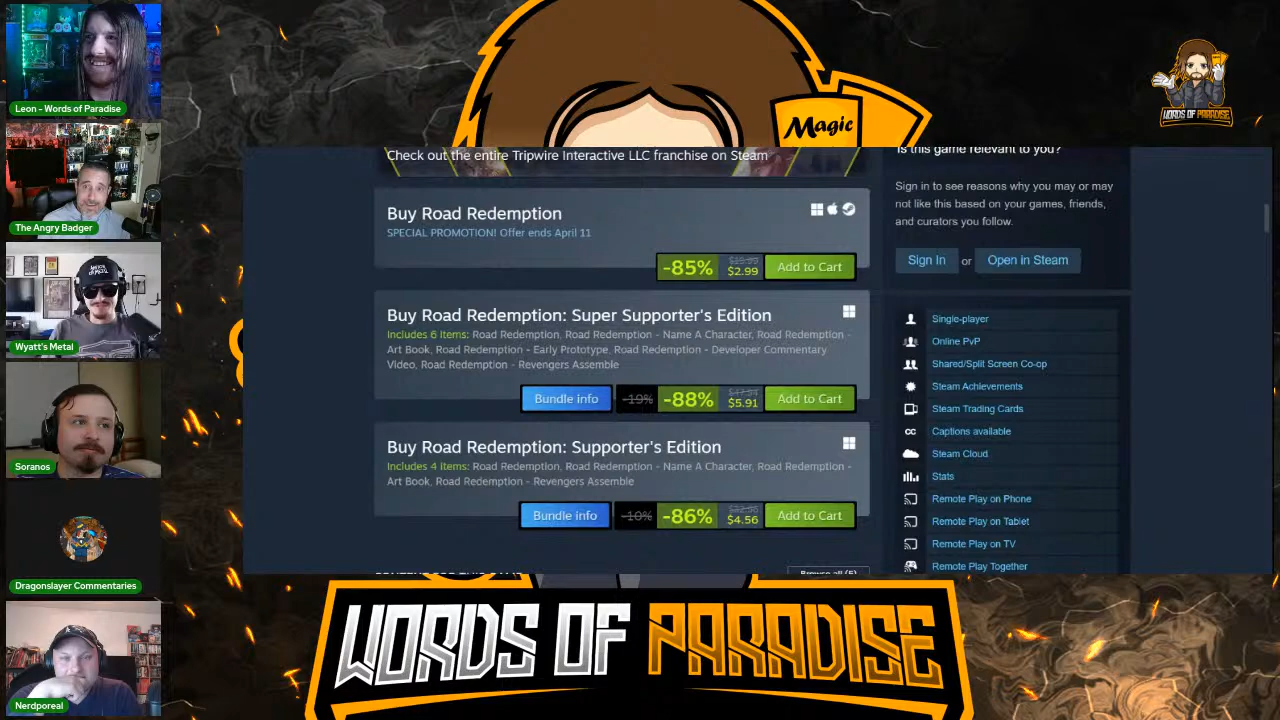 Leon - Words of Paradise
The Angry Badger
Wyatt's Metal
Soranos
Dragonslayer Commentaries
Nerdporeal
Magic
WORDS OF PARADISE
Check out the entire Tripwire Interactive LLC franchise on Steam
Buy Road Redemption
SPECIAL PROMOTION! Offer ends April 11
-85%
$2.99
Add to Cart
Buy Road Redemption: Super Supporter's Edition
Includes 6 items: Road Redemption, Road Redemption - Name A Character, Road Redemption -
Art Book, Road Redemption - Early Prototype, Road Redemption - Developer Commentary
Video, Road Redemption - Revengers Assemble
Bundle info
-19%
-88%
$5.91
Add to Cart
Buy Road Redemption: Supporter's Edition
Includes 4 items: Road Redemption, Road Redemption - Name A Character, Road Redemption -
Art Book, Road Redemption - Revengers Assemble
Bundle info
-10%
-86%
$4.56
Add to Cart
Is this game relevant to you?
Sign in to see reasons why you may or may
not like this based on your games, friends,
and curators you follow.
Sign In or Open in Steam
Single-player
Online PvP
Shared/Split Screen Co-op
Steam Achievements
Steam Trading Cards
CC Captions available
Steam Cloud
Stats
Remote Play on Phone
Remote Play on Tablet
Remote Play on TV
Remote Play Together
WORDS OF PARADISE